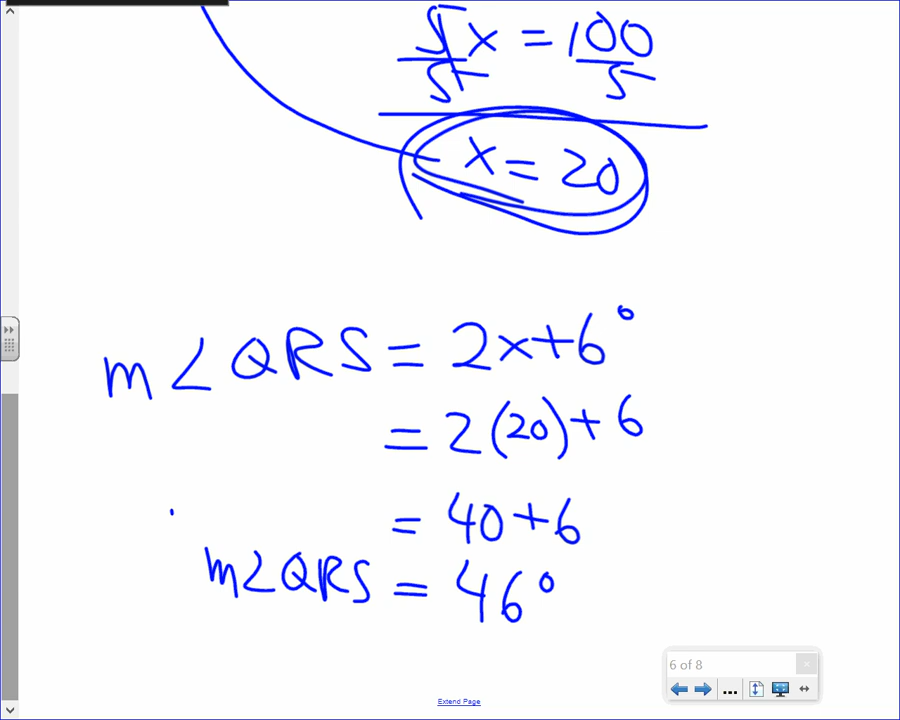 5x = 100
5 5
x = 20
m∠QRS = 2x+6°
= 2(20)+6
= 40+6
m∠QRS = 46°
6 of 8
Extend Page